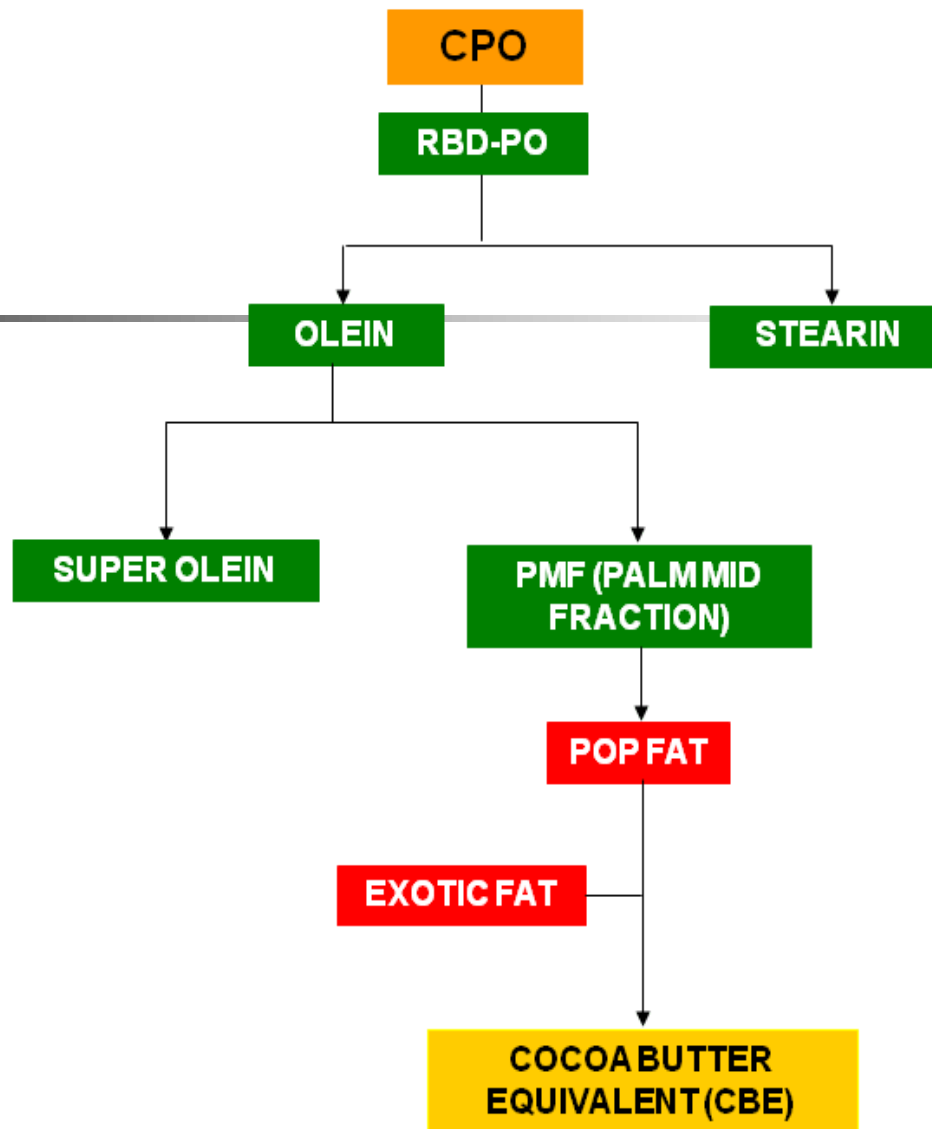 CPO
RBD-PO
OLEIN
STEARIN
SUPER OLEIN
PMF (PALM MID
FRACTION)
POP FAT
EXOTIC FAT
COCOA BUTTER
EQUIVALENT (CBE)